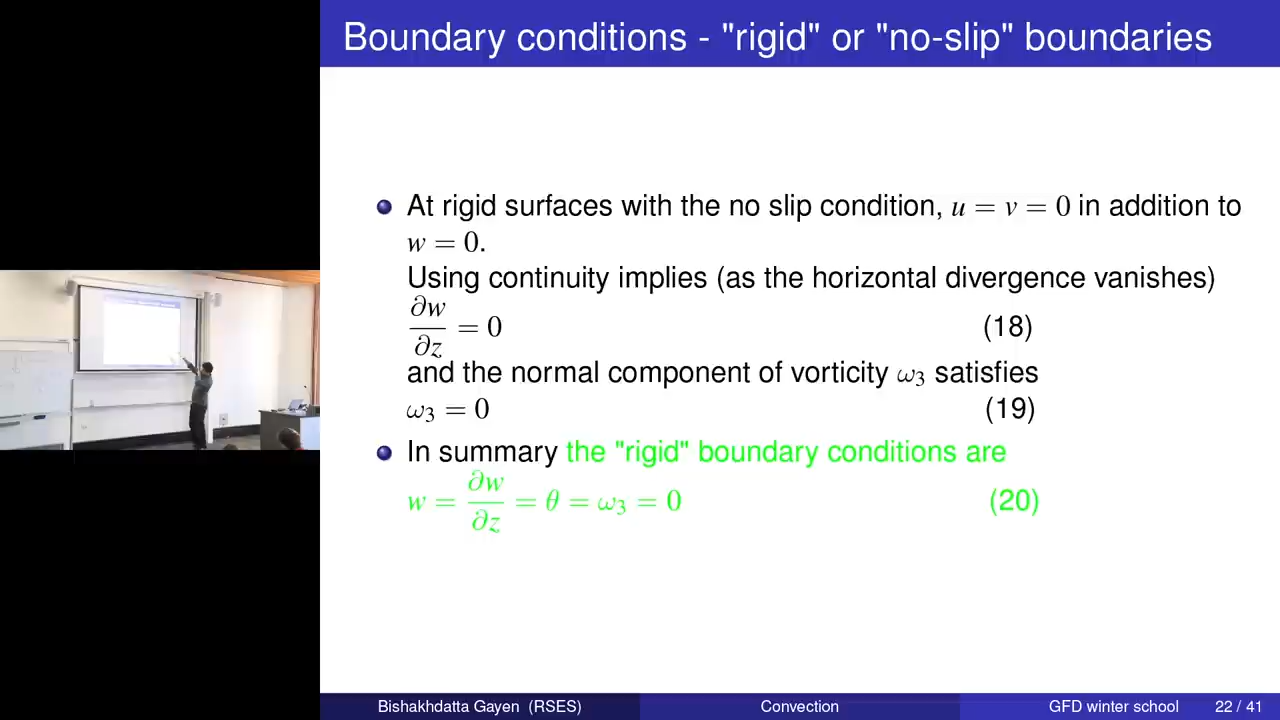 Boundary conditions - "rigid" or "no-slip" boundaries
At rigid surfaces with the no slip condition, u = v = 0 in addition to
w = 0.
Using continuity implies (as the horizontal divergence vanishes)
∂w/∂z = 0 (18)
and the normal component of vorticity ω₃ satisfies
ω₃ = 0 (19)
In summary the "rigid" boundary conditions are
w = ∂w/∂z = θ = ω₃ = 0 (20)
Bishakhdatta Gayen (RSES) Convection GFD winter school 22 / 41